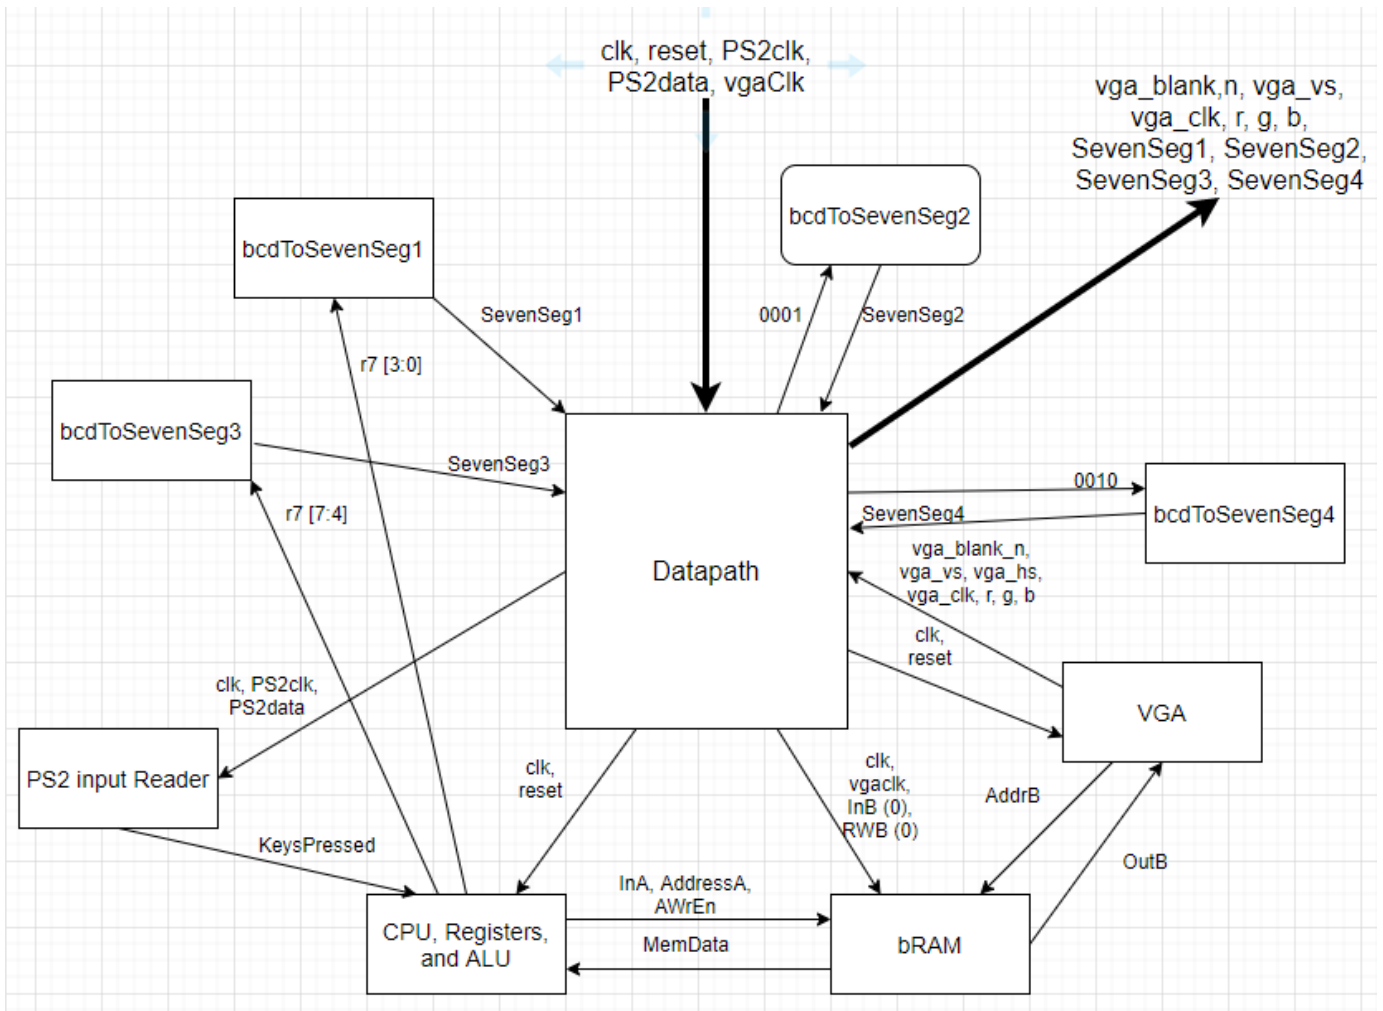 clk, reset, PS2clk,
PS2data, vgaClk
vga_blank,n, vga_vs,
vga_clk, r, g, b,
SevenSeg1, SevenSeg2,
SevenSeg3, SevenSeg4
bcdToSevenSeg2
bcdToSevenSeg1
SevenSeg1
0001
SevenSeg2
r7 [3:0]
bcdToSevenSeg3
SevenSeg3
0010
r7 [7:4]
SevenSeg4
bcdToSevenSeg4
vga_blank_n,
vga_vs, vga_hs,
vga_clk, r, g, b
Datapath
clk,
reset
clk, PS2clk,
PS2data
VGA
PS2 input Reader
clk,
reset
clk,
vgaclk,
InB (0),
RWB (0)
AddrB
KeysPressed
OutB
InA, AddressA,
AWrEn
CPU, Registers,
and ALU
MemData
bRAM